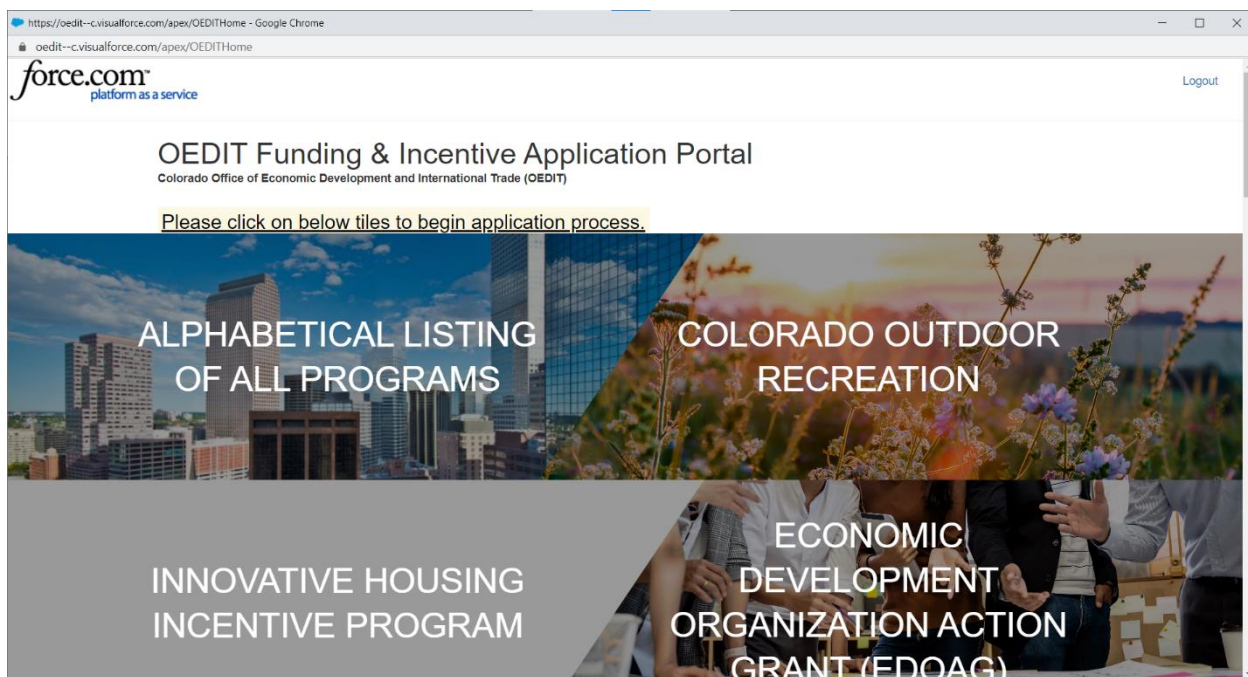 https://oedit--c.visualforce.com/apex/OEDITHome - Google Chrome
oedit--c.visualforce.com/apex/OEDITHome
force.com™
platform as a service
Logout
OEDIT Funding & Incentive Application Portal
Colorado Office of Economic Development and International Trade (OEDIT)
Please click on below tiles to begin application process.
ALPHABETICAL LISTING
OF ALL PROGRAMS
COLORADO OUTDOOR
RECREATION
INNOVATIVE HOUSING
INCENTIVE PROGRAM
ECONOMIC
DEVELOPMENT
ORGANIZATION ACTION
GRANT (EDOAG)